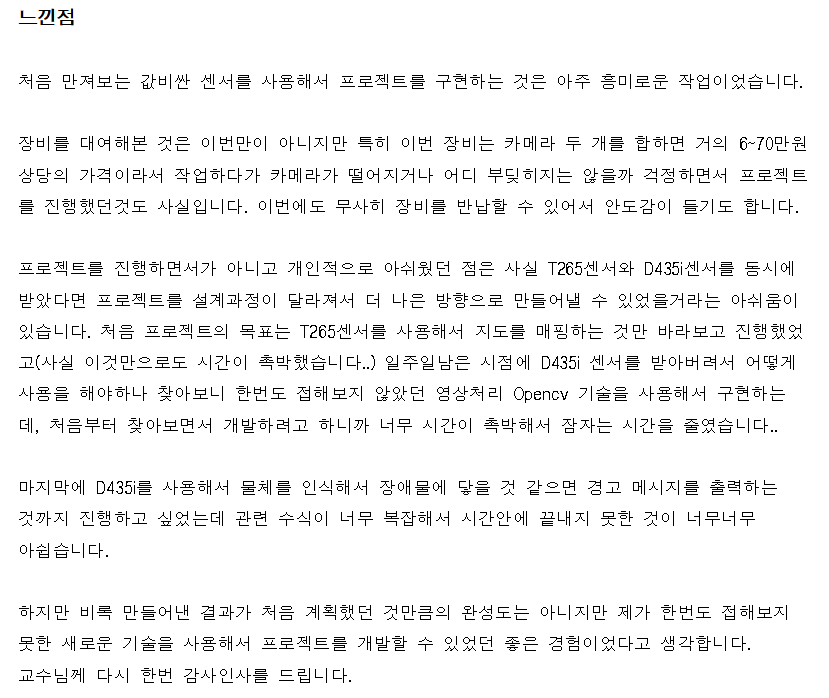 느낀점
처음 만져보는 값비싼 센서를 사용해서 프로젝트를 구현하는 것은 아주 흥미로운 작업이었습니다.
장비를 대여해본 것은 이번만이 아니지만 특히 이번 장비는 카메라 두 개를 합하면 거의 6~70만원
상당의 가격이라서 작업하다가 카메라가 떨어지거나 어디 부딪히지는 않을까 걱정하면서 프로젝트
를 진행했던것도 사실입니다. 이번에도 무사히 장비를 반납할 수 있어서 안도감이 들기도 합니다.
프로젝트를 진행하면서가 아니고 개인적으로 아쉬웠던 점은 사실 T265센서와 D435i센서를 동시에
받았다면 프로젝트를 설계과정이 달라져서 더 나은 방향으로 만들어낼 수 있었을거라는 아쉬움이
있습니다. 처음 프로젝트의 목표는 T265센서를 사용해서 지도를 매핑하는 것만 바라보고 진행했었
고(사실 이것만으로도 시간이 촉박했습니다..) 일주일남은 시점에 D435i 센서를 받아버려서 어떻게
사용을 해야하나 찾아보니 한번도 접해보지 않았던 영상처리 Opencv 기술을 사용해서 구현하는
데, 처음부터 찾아보면서 개발하려고 하니까 너무 시간이 촉박해서 잠자는 시간을 줄였습니다..
마지막에 D435i를 사용해서 물체를 인식해서 장애물에 닿을 것 같으면 경고 메시지를 출력하는
것까지 진행하고 싶었는데 관련 수식이 너무 복잡해서 시간안에 끝내지 못한 것이 너무너무
아쉽습니다.
하지만 비록 만들어낸 결과가 처음 계획했던 것만큼의 완성도는 아니지만 제가 한번도 접해보지
못한 새로운 기술을 사용해서 프로젝트를 개발할 수 있었던 좋은 경험이었다고 생각합니다.
교수님께 다시 한번 감사인사를 드립니다.